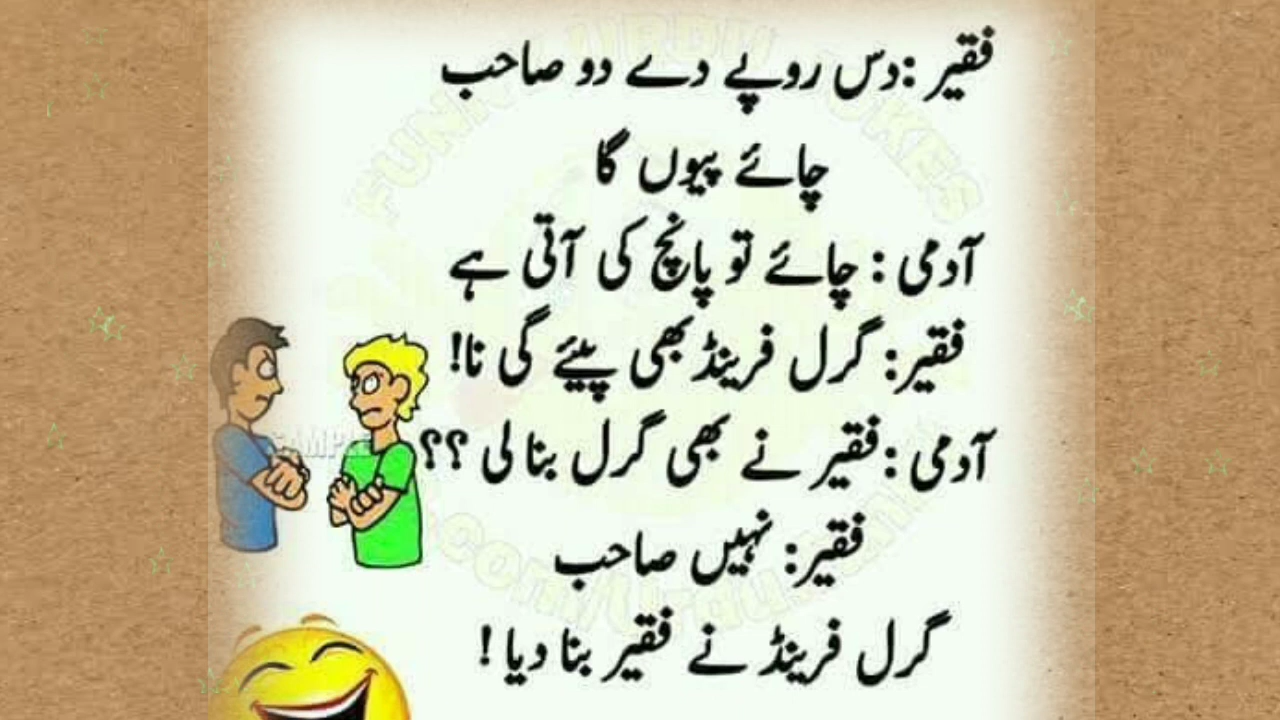 فقیر :دس روپے دے دو صاحب
چائے پیوں گا
آدمی : چائے تو پانچ کی آتی ہے
فقیر: گرل فرینڈ بھی پیئے گی نا!
آدمی :فقیر نے بھی گرل بنا لی ؟؟
فقیر: نہیں صاحب
گرل فرینڈ نے فقیر بنا دیا !
SAMPLE